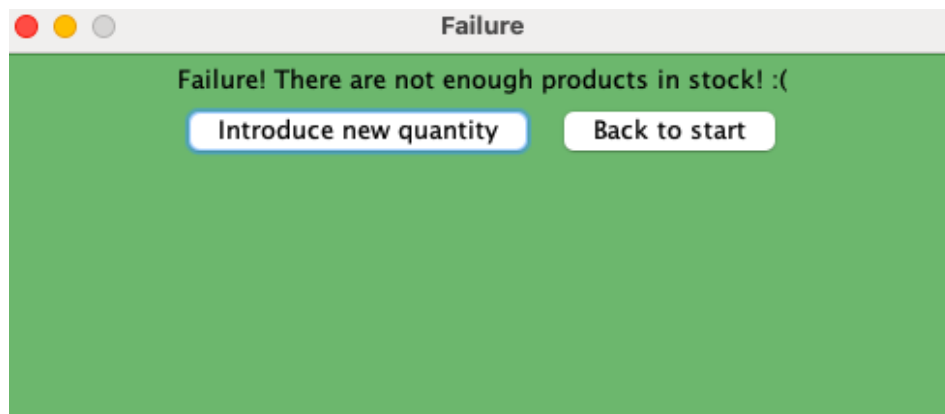 Failure
Failure! There are not enough products in stock! :(
Introduce new quantity Back to start